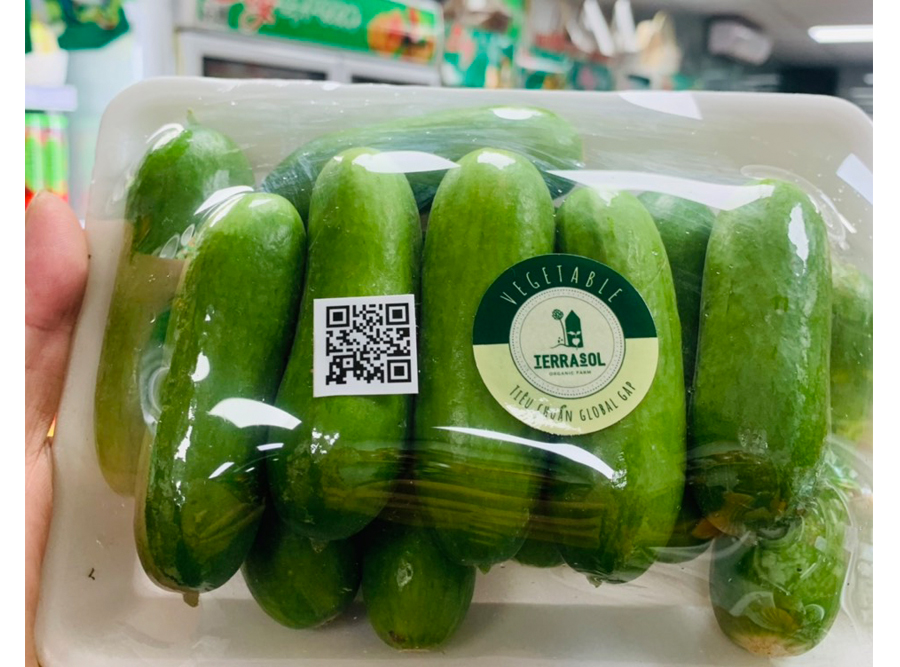 VEGETABLE
TERRASOL
ORGANIC FARM
TIÊU CHUẨN GLOBAL GAP